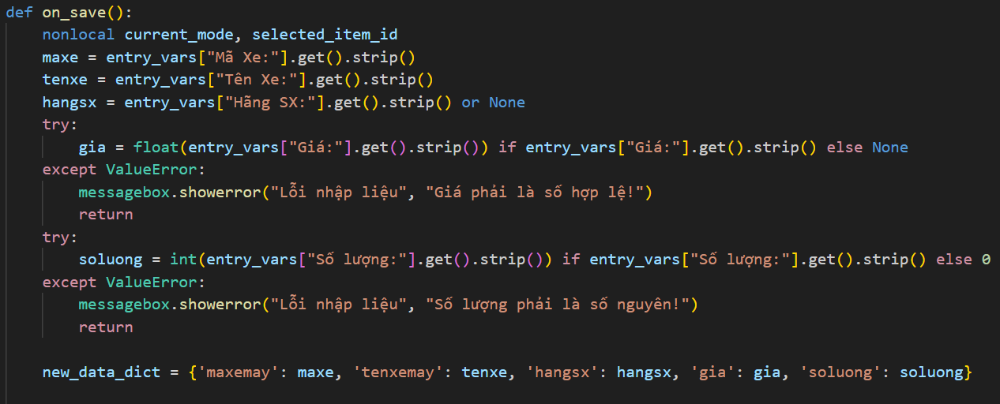 def on_save():
    nonlocal current_mode, selected_item_id
    maxe = entry_vars["Mã Xe:"].get().strip()
    tenxe = entry_vars["Tên Xe:"].get().strip()
    hangsx = entry_vars["Hãng SX:"].get().strip() or None
    try:
        gia = float(entry_vars["Giá:"].get().strip()) if entry_vars["Giá:"].get().strip() else None
    except ValueError:
        messagebox.showerror("Lỗi nhập liệu", "Giá phải là số hợp lệ!")
        return
    try:
        soluong = int(entry_vars["Số lượng:"].get().strip()) if entry_vars["Số lượng:"].get().strip() else 0
    except ValueError:
        messagebox.showerror("Lỗi nhập liệu", "Số lượng phải là số nguyên!")
        return
    new_data_dict = {'maxemay': maxe, 'tenxemay': tenxe, 'hangsx': hangsx, 'gia': gia, 'soluong': soluong}